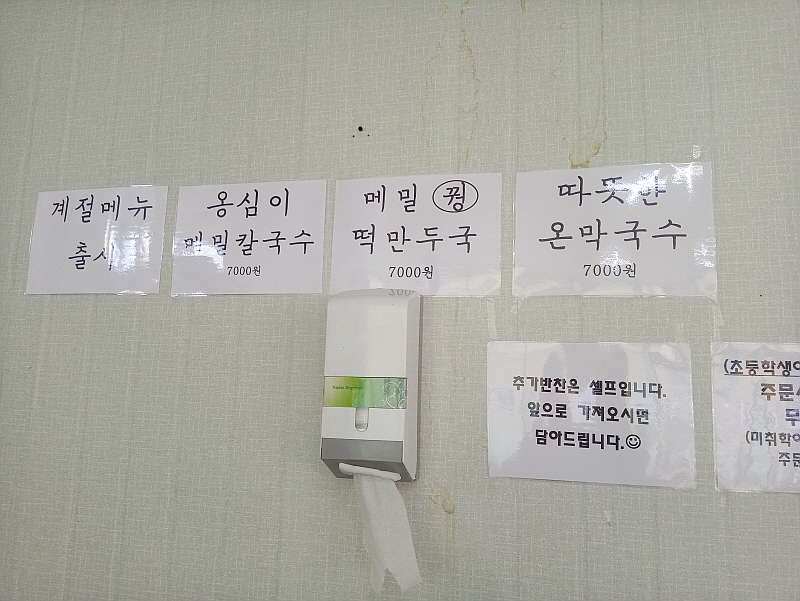 계절메뉴
출시
옹심이
메밀칼국수
7000원
메밀 꿩
떡만두국
7000원
따뜻한
온막국수
7000원
추가반찬은 셀프입니다.
앞으로 가져오시면
담아드립니다.☺
(초등학생
주문
(미취학